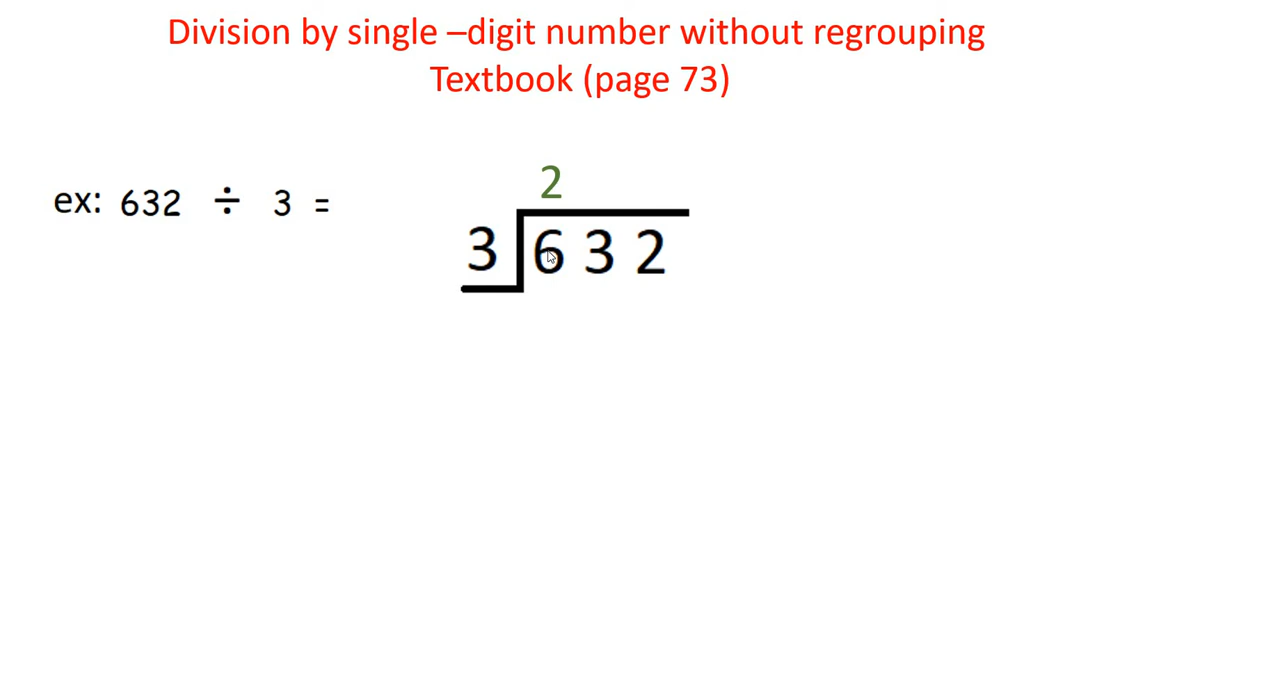 Division by single –digit number without regrouping
Textbook (page 73)
ex: 632 ÷ 3 =
2
3 6 3 2